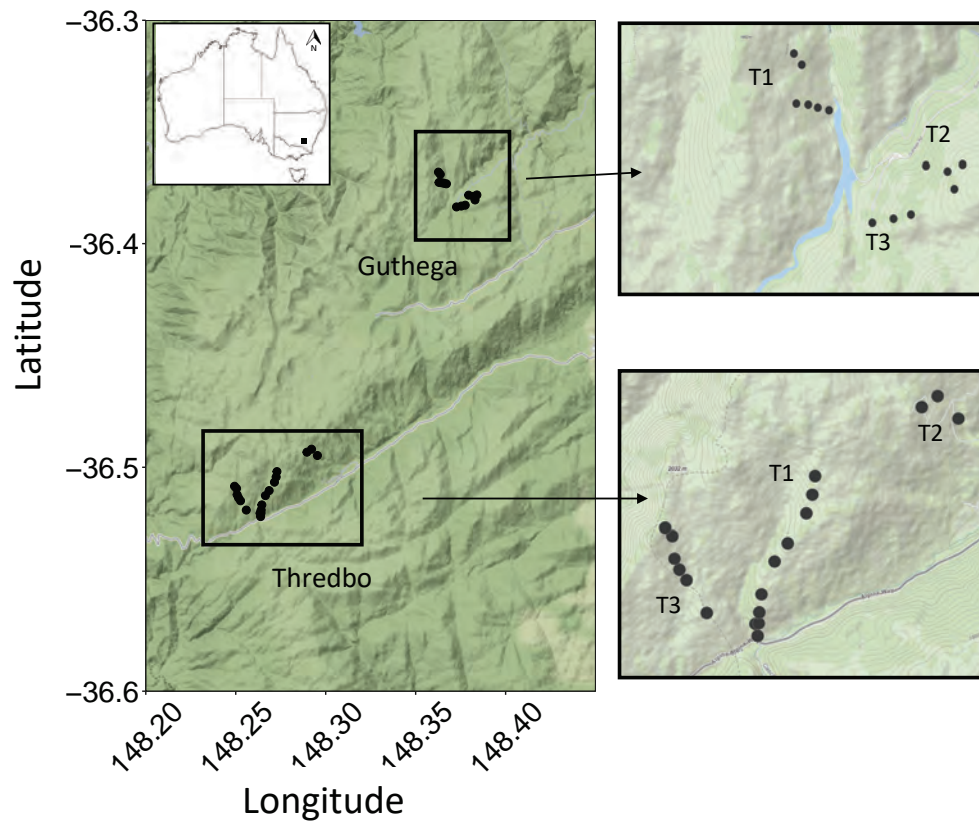 −36.3
−36.4
−36.5
−36.6
Latitude
148.20
148.25
148.30
148.35
148.40
Longitude
N
Guthega
Thredbo
T1
T2
T3
T1
T2
T3